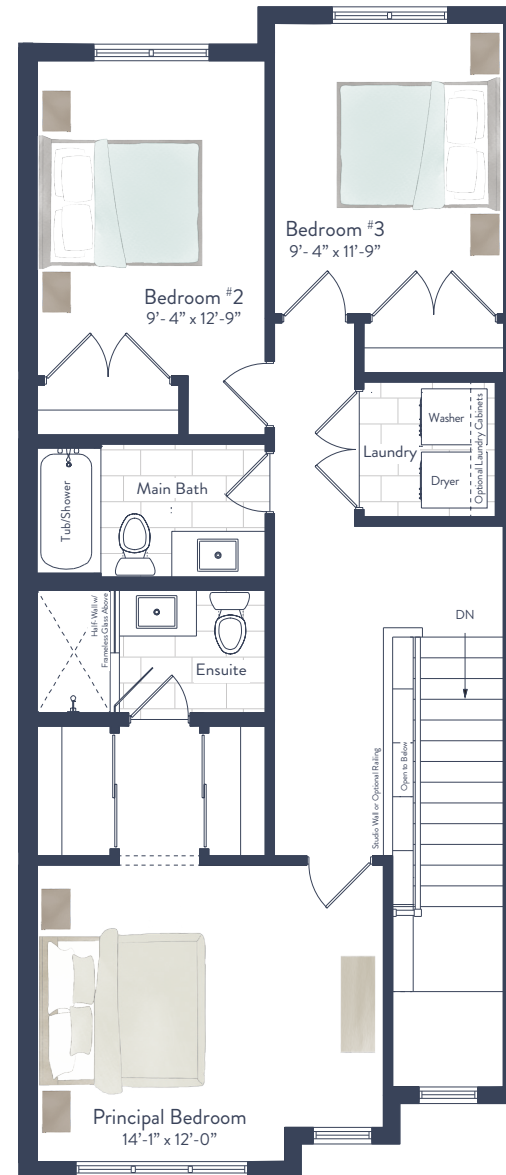 Bedroom #3
9'- 4" x 11'-9"
Bedroom #2
9'- 4" x 12'-9"
Washer
Laundry
Dryer
Optional Laundry Cabinets
Main Bath
Tub/Shower
Half-Wall w/
Frameless Glass Above
Ensuite
DN
Open to Below
Studio Wall or Optional Railing
Principal Bedroom
14'-1" x 12'-0"